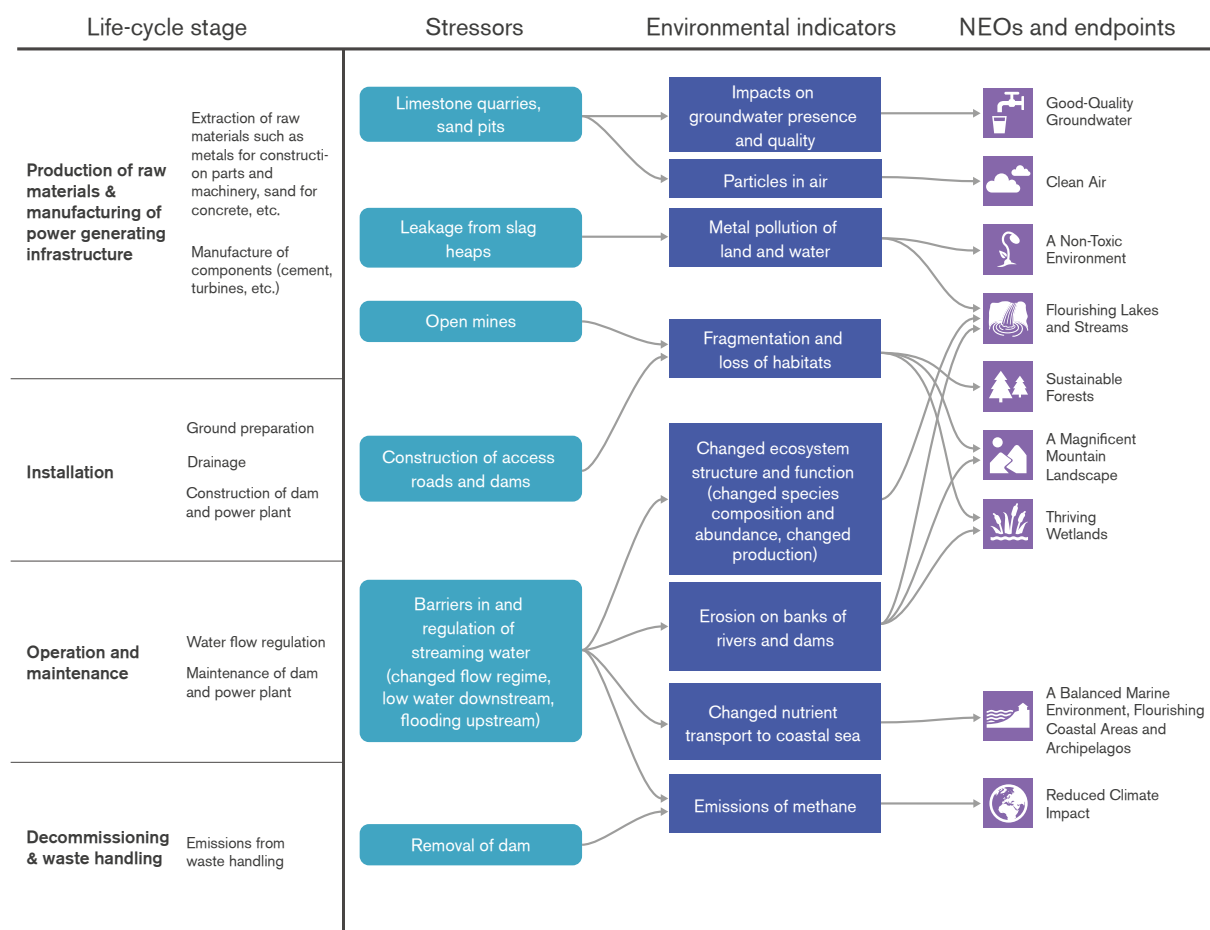 Life-cycle stage
Stressors
Environmental indicators
NEOs and endpoints
Production of raw
materials &
manufacturing of
power generating
infrastructure
Extraction of raw
materials such as
metals for constructi-
on parts and
machinery, sand for
concrete, etc.
Manufacture of
components (cement,
turbines, etc.)
Installation
Ground preparation
Drainage
Construction of dam
and power plant
Operation and
maintenance
Water flow regulation
Maintenance of dam
and power plant
Decommissioning
& waste handling
Emissions from
waste handling
Limestone quarries,
sand pits
Leakage from slag
heaps
Open mines
Construction of access
roads and dams
Barriers in and
regulation of
streaming water
(changed flow regime,
low water downstream,
flooding upstream)
Removal of dam
Impacts on
groundwater presence
and quality
Particles in air
Metal pollution of
land and water
Fragmentation and
loss of habitats
Changed ecosystem
structure and function
(changed species
composition and
abundance, changed
production)
Erosion on banks of
rivers and dams
Changed nutrient
transport to coastal sea
Emissions of methane
Good-Quality
Groundwater
Clean Air
A Non-Toxic
Environment
Flourishing Lakes
and Streams
Sustainable
Forests
A Magnificent
Mountain
Landscape
Thriving
Wetlands
A Balanced Marine
Environment, Flourishing
Coastal Areas and
Archipelagos
Reduced Climate
Impact